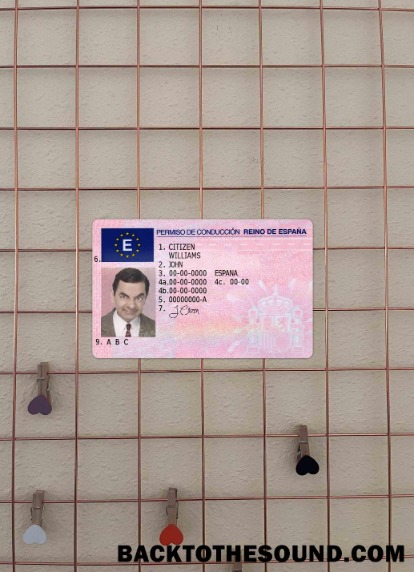 PERMISO DE CONDUCCIÓN REINO DE ESPAÑA
E
1. CITIZEN
WILLIAMS
2. JOHN
3. 00-00-0000 ESPANA
4a.00-00-0000 4c. 00-00
4b.00-00-0000
5. 00000000-A
6.
7.
9. A B C
BACKTOTHESOUND.COM